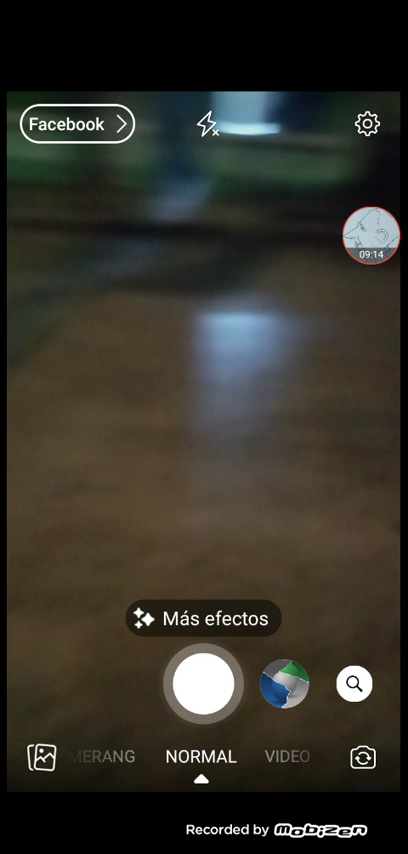 Facebook
09:14
Más efectos
MERANG
NORMAL
VIDEO
Recorded by Mobizen